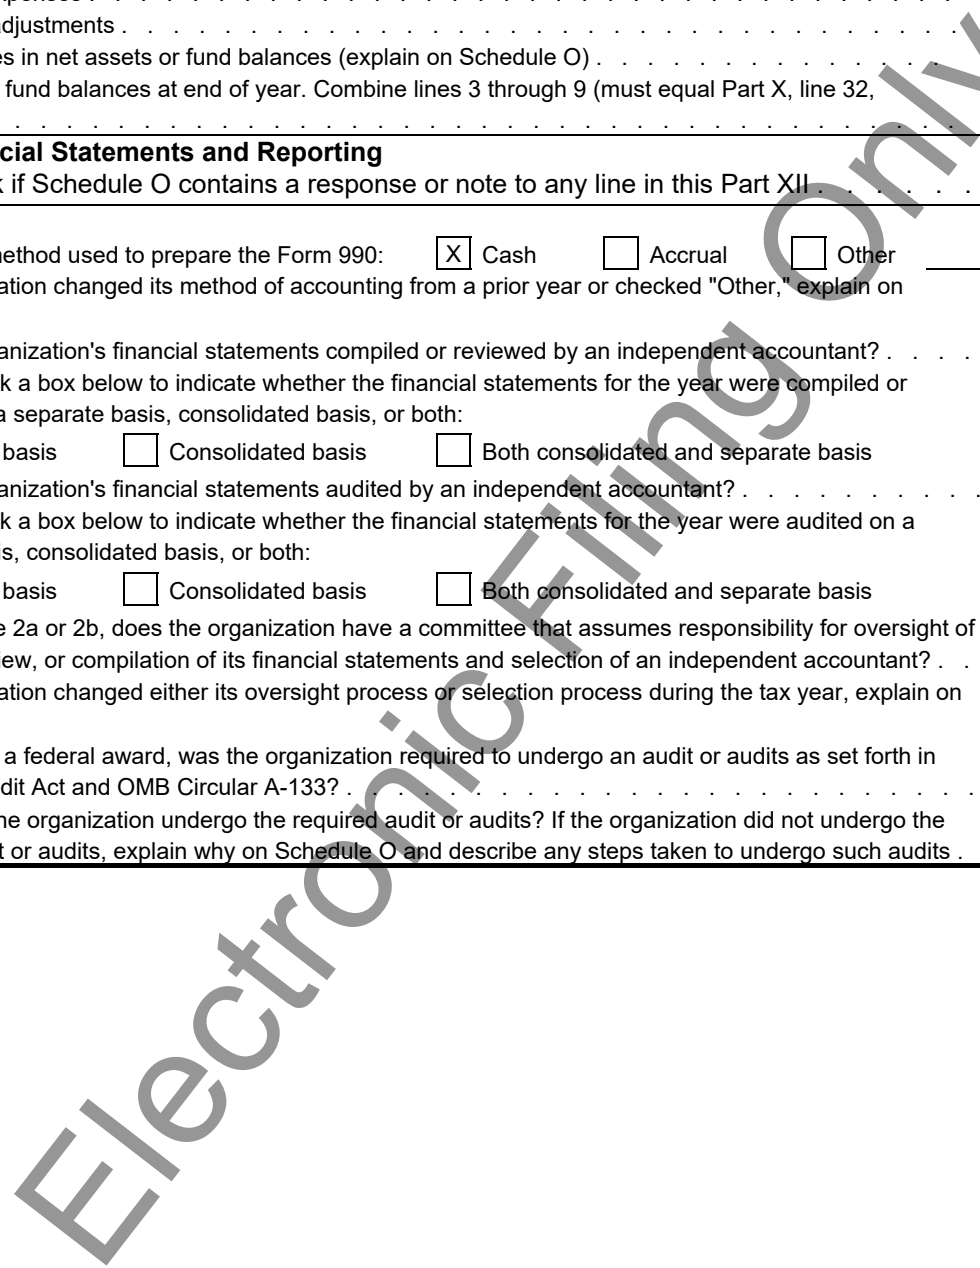 adjustments . . . . . . . . . . . . . . . . . . . . . .
es in net assets or fund balances (explain on Schedule O) . . . . . . . . . .
fund balances at end of year. Combine lines 3 through 9 (must equal Part X, line 32,
. . . . . . . . . . . . . . . . . . . . . . . .
cial Statements and Reporting
k if Schedule O contains a response or note to any line in this Part XII . . . . .
method used to prepare the Form 990: X Cash Accrual Other
ation changed its method of accounting from a prior year or checked "Other," explain on
anization's financial statements compiled or reviewed by an independent accountant? . . . .
k a box below to indicate whether the financial statements for the year were compiled or
a separate basis, consolidated basis, or both:
basis Consolidated basis Both consolidated and separate basis
anization's financial statements audited by an independent accountant? . . . . . . . . . .
k a box below to indicate whether the financial statements for the year were audited on a
is, consolidated basis, or both:
basis Consolidated basis Both consolidated and separate basis
e 2a or 2b, does the organization have a committee that assumes responsibility for oversight of
iew, or compilation of its financial statements and selection of an independent accountant? . .
ation changed either its oversight process or selection process during the tax year, explain on
a federal award, was the organization required to undergo an audit or audits as set forth in
dit Act and OMB Circular A-133? . . . . . . . . . . . . . . . .
he organization undergo the required audit or audits? If the organization did not undergo the
t or audits, explain why on Schedule O and describe any steps taken to undergo such audits .
Electronic Filing Only